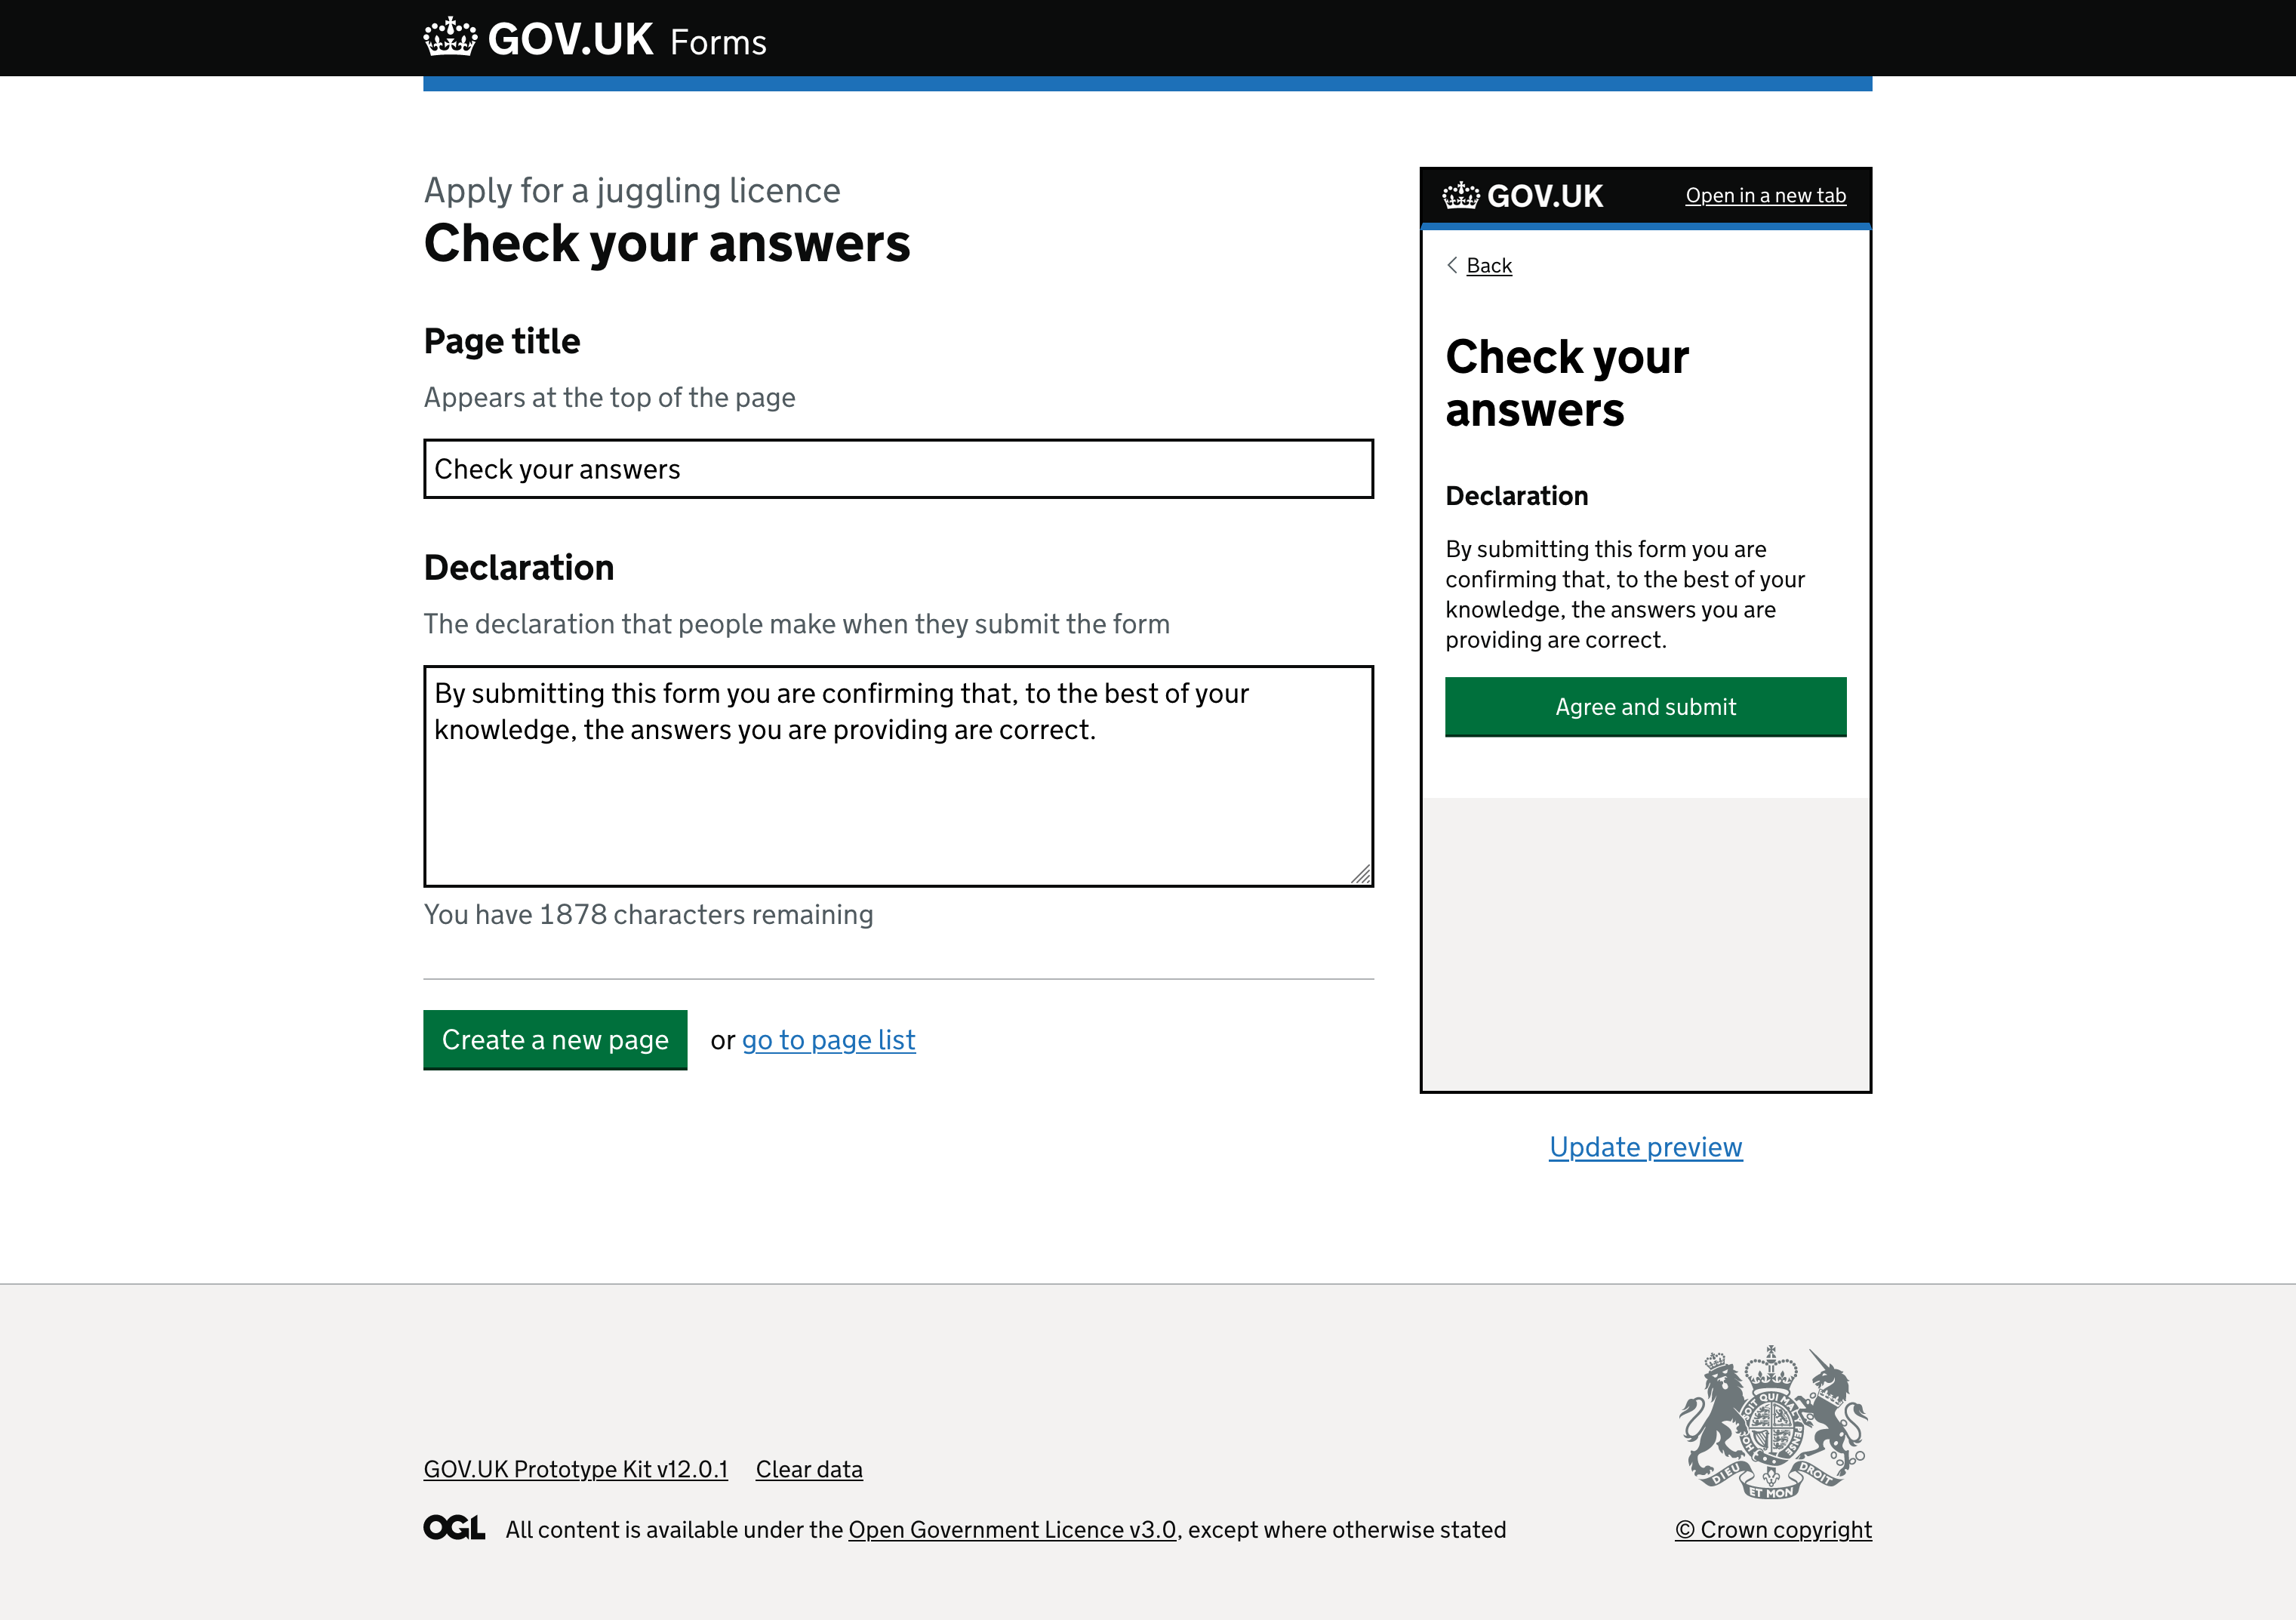 GOV.UK Forms
Apply for a juggling licence
Check your answers
Page title
Appears at the top of the page
Check your answers
Declaration
The declaration that people make when they submit the form
By submitting this form you are confirming that, to the best of your
knowledge, the answers you are providing are correct.
You have 1878 characters remaining
Create a new page or go to page list
GOV.UK Open in a new tab
Back
Check your
answers
Declaration
By submitting this form you are
confirming that, to the best of your
knowledge, the answers you are
providing are correct.
Agree and submit
Update preview
GOV.UK Prototype Kit v12.0.1 Clear data
OGL All content is available under the Open Government Licence v3.0, except where otherwise stated
DIEU ET MON DROIT
© Crown copyright